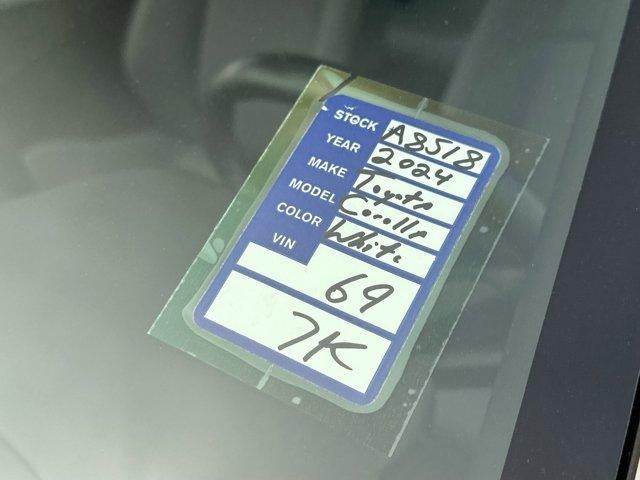 STOCK A8518
YEAR 2024
MAKE Toyota
MODEL Corolla
COLOR White
VIN
69
7K